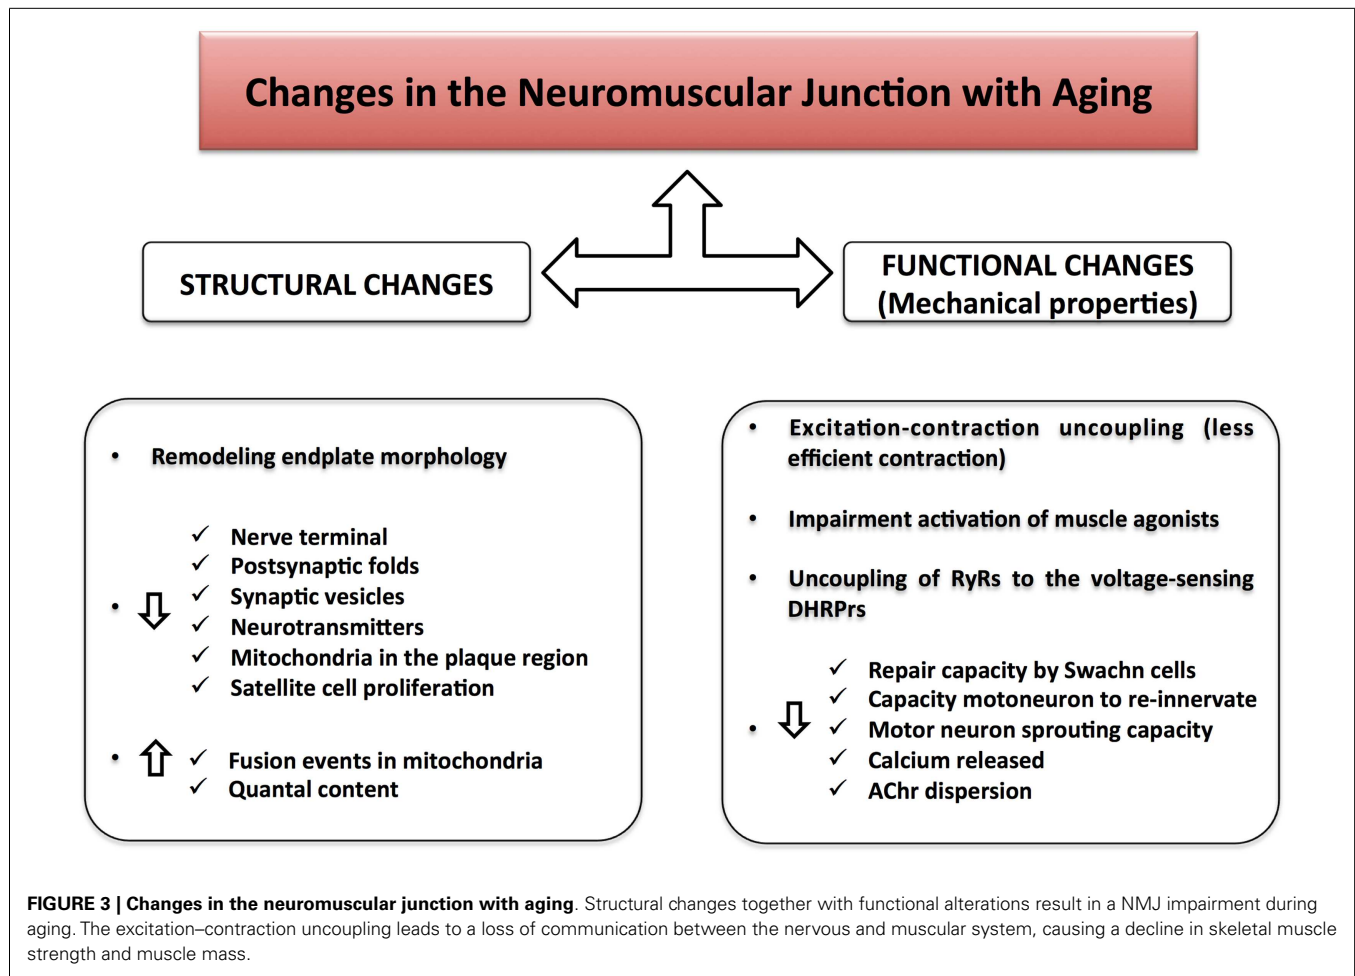 Changes in the Neuromuscular Junction with Aging
STRUCTURAL CHANGES
FUNCTIONAL CHANGES
(Mechanical properties)
• Remodeling endplate morphology
✓ Nerve terminal
✓ Postsynaptic folds
✓ Synaptic vesicles
• ⇩
✓ Neurotransmitters
✓ Mitochondria in the plaque region
✓ Satellite cell proliferation
• ⇧ ✓ Fusion events in mitochondria
✓ Quantal content
• Excitation-contraction uncoupling (less
efficient contraction)
• Impairment activation of muscle agonists
• Uncoupling of RyRs to the voltage-sensing
DHRPrs
✓ Repair capacity by Swachn cells
✓ Capacity motoneuron to re-innervate
• ⇩ ✓ Motor neuron sprouting capacity
✓ Calcium released
✓ AChr dispersion
FIGURE 3 | Changes in the neuromuscular junction with aging. Structural changes together with functional alterations result in a NMJ impairment during
aging. The excitation–contraction uncoupling leads to a loss of communication between the nervous and muscular system, causing a decline in skeletal muscle
strength and muscle mass.